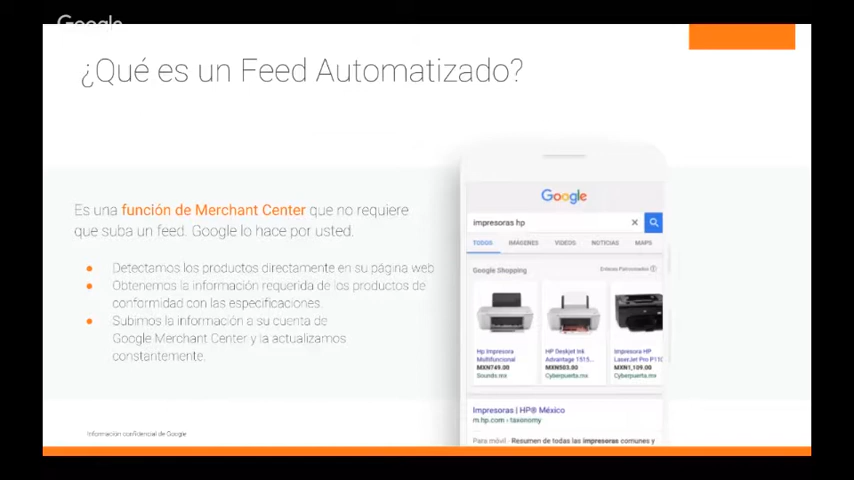 Google
¿Qué es un Feed Automatizado?
Es una función de Merchant Center que no requiere
que suba un feed. Google lo hace por usted.
Detectamos los productos directamente en su página web
Obtenemos la información requerida de los productos de
conformidad con las especificaciones.
Subimos la información a su cuenta de
Google Merchant Center y la actualizamos
constantemente.
Información confidencial de Google
Google
impresoras hp
TODOS IMÁGENES VIDEOS NOTICIAS MAPS
Google Shopping Enlaces Patrocinados
Hp Impresora
Multifuncional
MXN749.00
Sounds.mx
HP Deskjet Ink
Advantage 1515...
MXN503.00
Cyberpuerta.mx
Impresora HP
LaserJet Pro P110
MXN1,109.00
Cyberpuerta.mx
Impresoras | HP® México
m.hp.com › taxonomy
Para móvil · Resumen de todas las impresoras comunes y